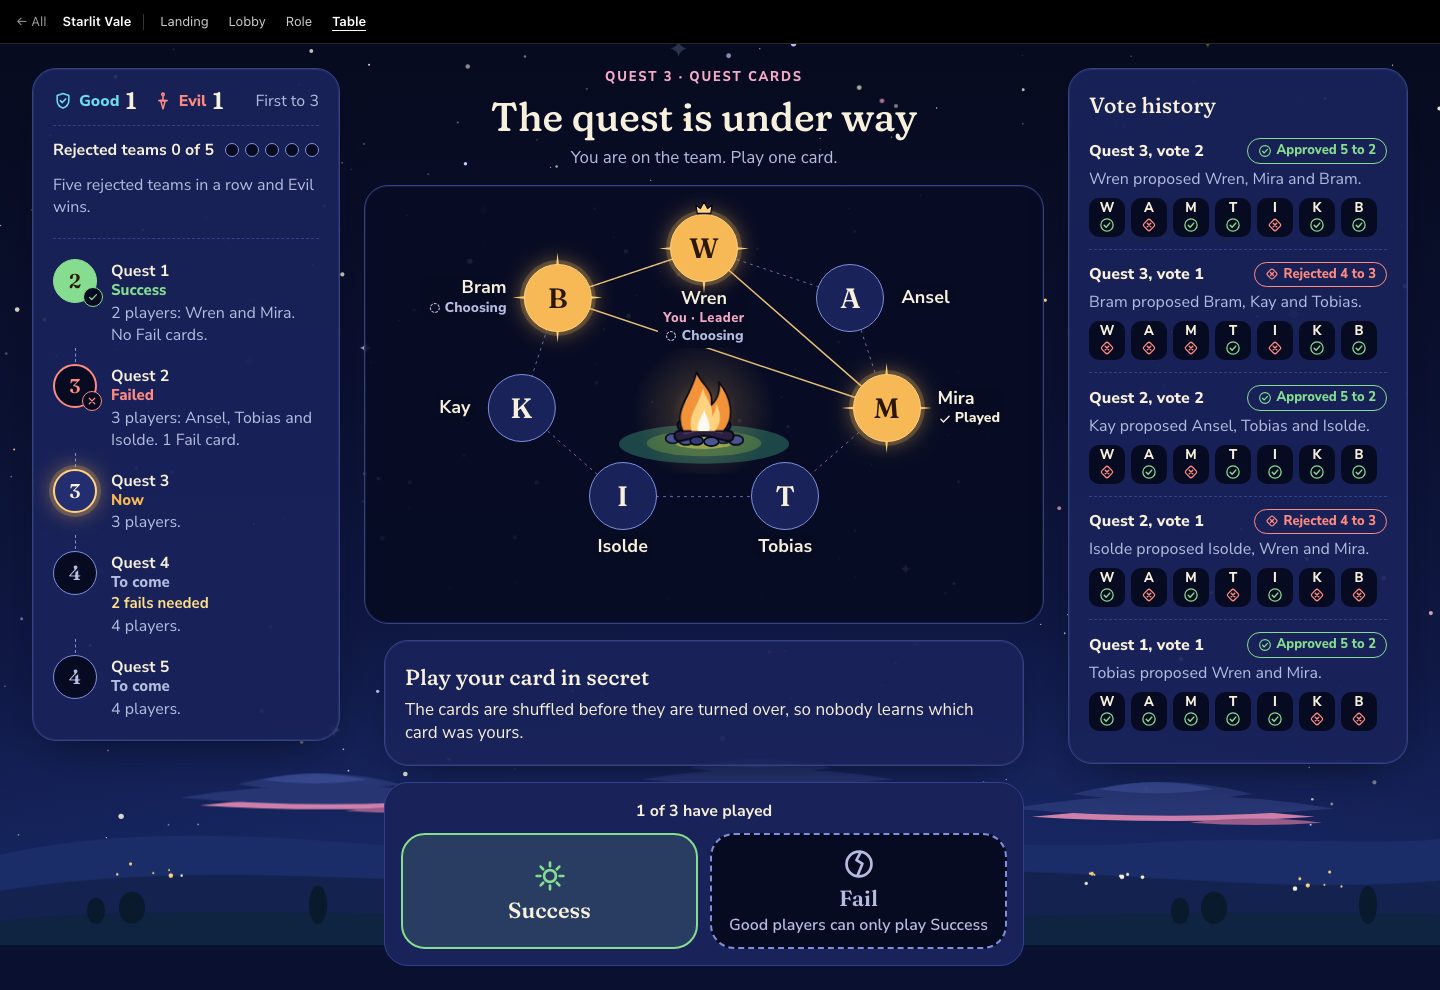 ← All Starlit Vale Landing Lobby Role Table
Good 1 Evil 1 First to 3
Rejected teams 0 of 5
Five rejected teams in a row and Evil
wins.
2
Quest 1
Success
2 players: Wren and Mira.
No Fail cards.
3
Quest 2
Failed
3 players: Ansel, Tobias and
Isolde. 1 Fail card.
3
Quest 3
Now
3 players.
4
Quest 4
To come
2 fails needed
4 players.
4
Quest 5
To come
4 players.
QUEST 3 · QUEST CARDS
The quest is under way
You are on the team. Play one card.
W
Wren
You · Leader
Choosing
B
Bram
Choosing
A
Ansel
K
Kay
M
Mira
Played
I
Isolde
T
Tobias
Play your card in secret
The cards are shuffled before they are turned over, so nobody learns which
card was yours.
1 of 3 have played
Success
Fail
Good players can only play Success
Vote history
Quest 3, vote 2 Approved 5 to 2
Wren proposed Wren, Mira and Bram.
W A M T I K B
Quest 3, vote 1 Rejected 4 to 3
Bram proposed Bram, Kay and Tobias.
W A M T I K B
Quest 2, vote 2 Approved 5 to 2
Kay proposed Ansel, Tobias and Isolde.
W A M T I K B
Quest 2, vote 1 Rejected 4 to 3
Isolde proposed Isolde, Wren and Mira.
W A M T I K B
Quest 1, vote 1 Approved 5 to 2
Tobias proposed Wren and Mira.
W A M T I K B